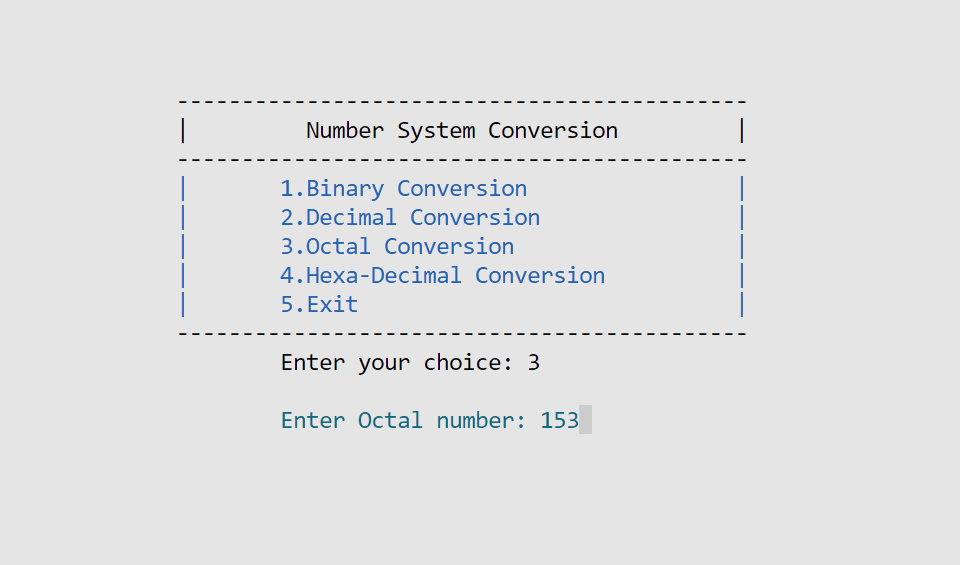 --------------------------------------------
|         Number System Conversion         |
--------------------------------------------
|       1.Binary Conversion                |
|       2.Decimal Conversion               |
|       3.Octal Conversion                 |
|       4.Hexa-Decimal Conversion          |
|       5.Exit                             |
--------------------------------------------
Enter your choice: 3
Enter Octal number: 153